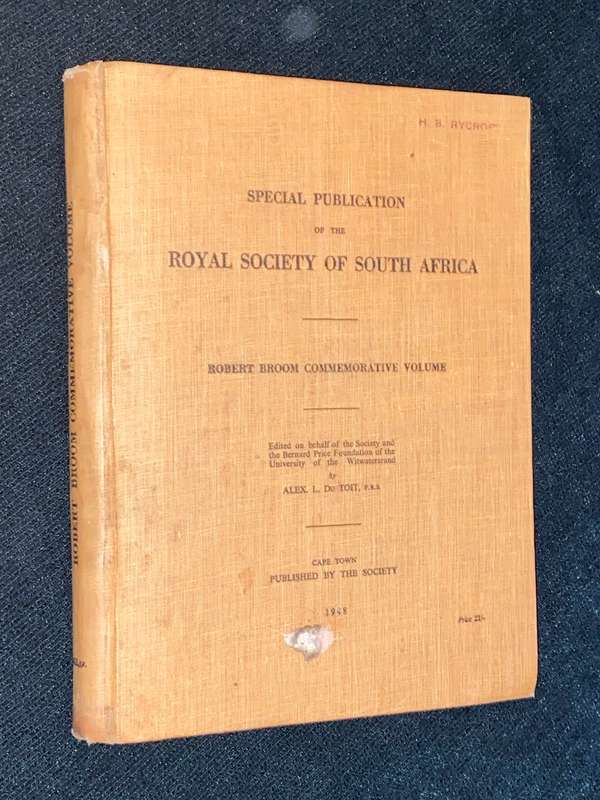 H. B. RYCROFT
SPECIAL PUBLICATION
OF THE
ROYAL SOCIETY OF SOUTH AFRICA
ROBERT BROOM COMMEMORATIVE VOLUME
Edited on behalf of the Society and
the Bernard Price Foundation of the
University of the Witwatersrand
by
ALEX. L. DU TOIT, F.R.S.
CAPE TOWN
PUBLISHED BY THE SOCIETY
1948
ROBERT BROOM COMMEMORATIVE VOLUME